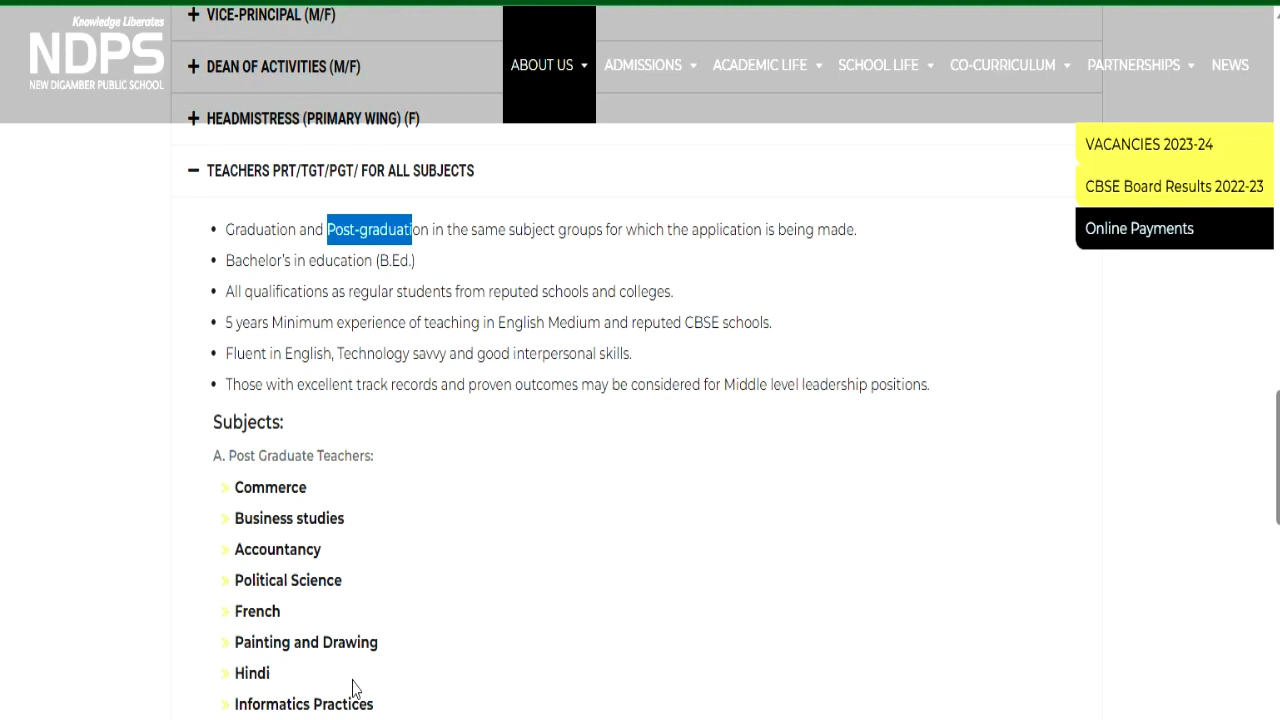 Knowledge Liberates
NDPS
NEW DIGAMBER PUBLIC SCHOOL
ABOUT US
ADMISSIONS
ACADEMIC LIFE
SCHOOL LIFE
CO-CURRICULUM
PARTNERSHIPS
NEWS
VACANCIES 2023-24
CBSE Board Results 2022-23
Online Payments
+ VICE-PRINCIPAL (M/F)
+ DEAN OF ACTIVITIES (M/F)
+ HEADMISTRESS (PRIMARY WING) (F)
− TEACHERS PRT/TGT/PGT/ FOR ALL SUBJECTS
• Graduation and Post-graduation in the same subject groups for which the application is being made.
• Bachelor’s in education (B.Ed.)
• All qualifications as regular students from reputed schools and colleges.
• 5 years Minimum experience of teaching in English Medium and reputed CBSE schools.
• Fluent in English, Technology savvy and good interpersonal skills.
• Those with excellent track records and proven outcomes may be considered for Middle level leadership positions.
Subjects:
A. Post Graduate Teachers:
» Commerce
» Business studies
» Accountancy
» Political Science
» French
» Painting and Drawing
» Hindi
» Informatics Practices